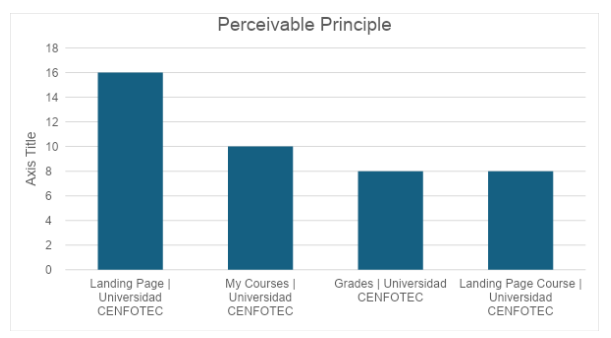 Perceivable Principle
18
16
14
12
10
8
6
4
2
0
Axis Title
Landing Page |
Universidad
CENFOTEC
My Courses |
Universidad
CENFOTEC
Grades | Universidad
CENFOTEC
Landing Page Course |
Universidad
CENFOTEC